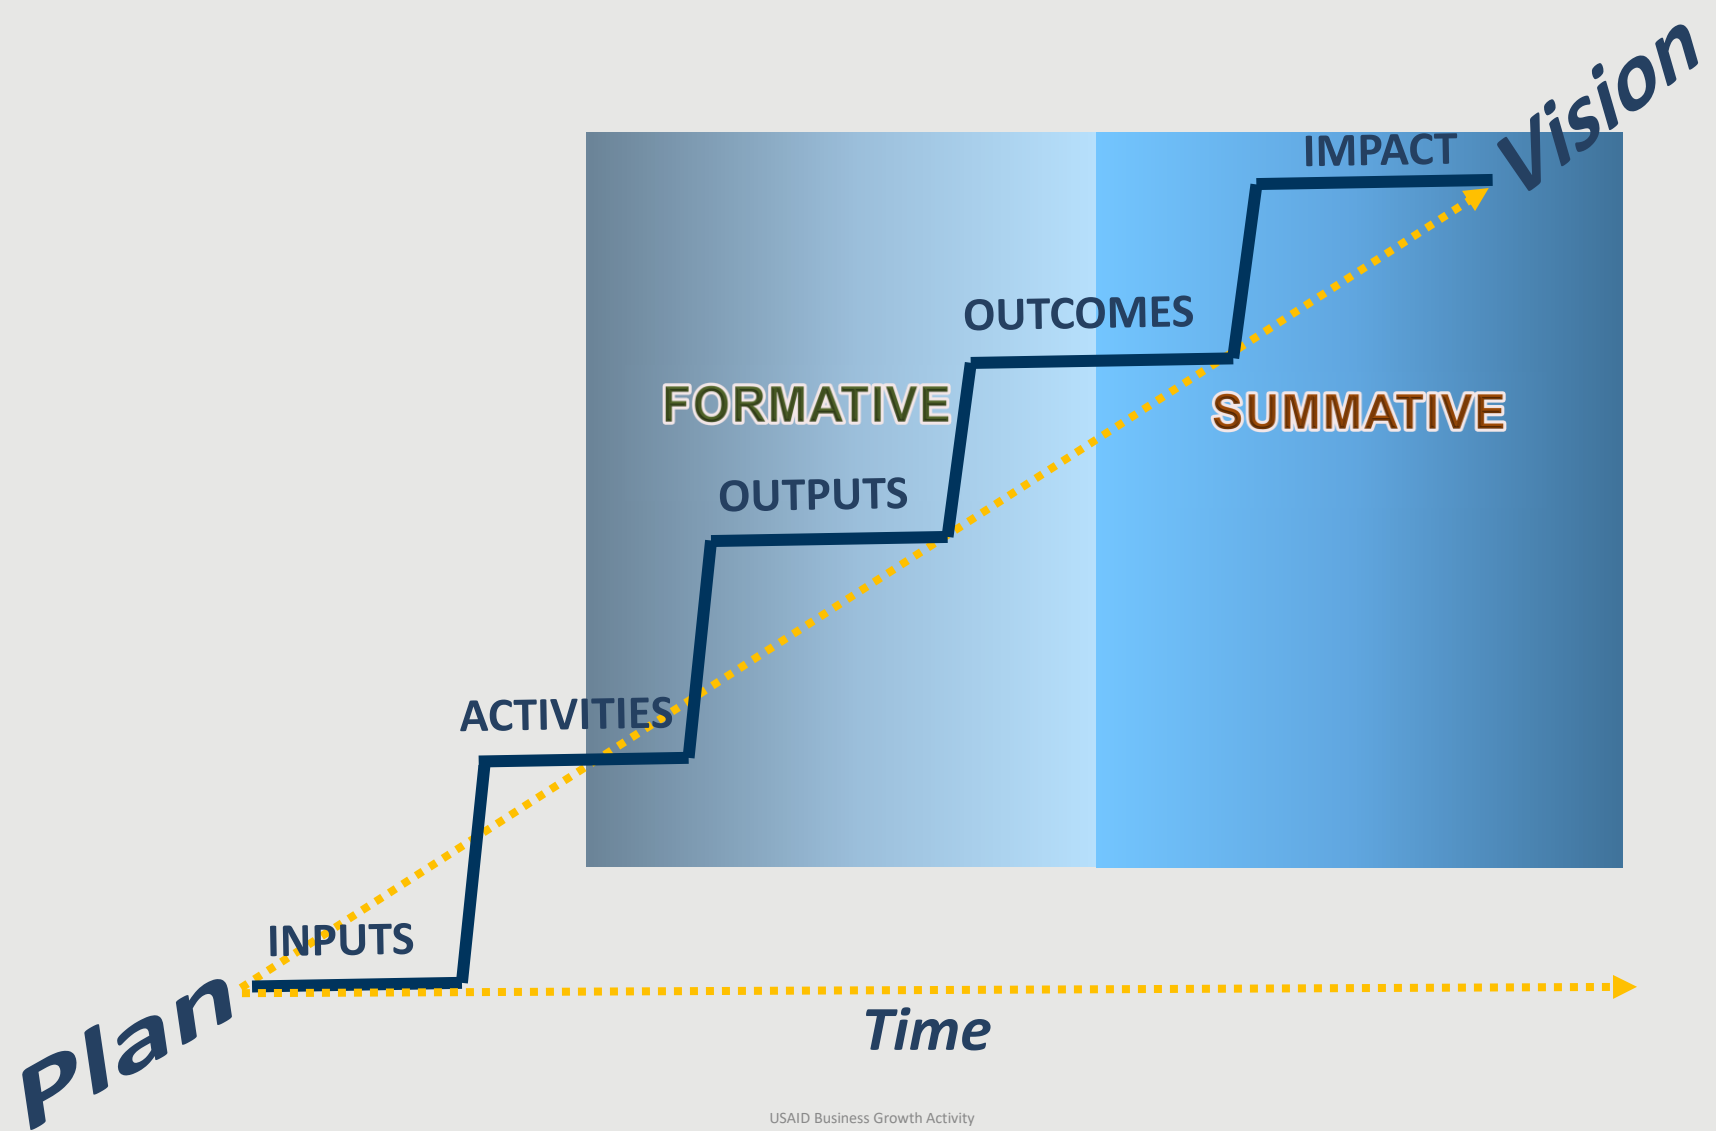 Vision
IMPACT
OUTCOMES
FORMATIVE
SUMMATIVE
OUTPUTS
ACTIVITIES
INPUTS
Plan
Time
USAID Business Growth Activity